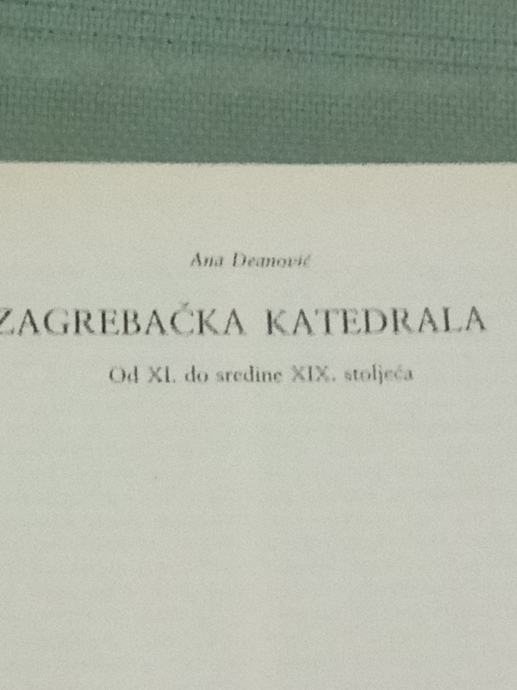 Ana Deanović
ZAGREBAČKA KATEDRALA
Od XI. do sredine XIX. stoljeća